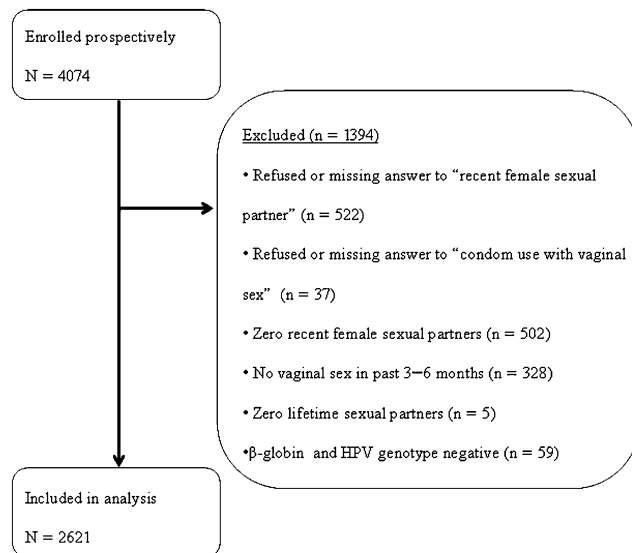 Enrolled prospectively
N = 4074
Excluded (n = 1394)
• Refused or missing answer to “recent female sexual
partner” (n = 522)
• Refused or missing answer to “condom use with vaginal
sex” (n = 37)
• Zero recent female sexual partners (n = 502)
• No vaginal sex in past 3–6 months (n = 328)
• Zero lifetime sexual partners (n = 5)
•β-globin and HPV genotype negative (n = 59)
Included in analysis
N = 2621